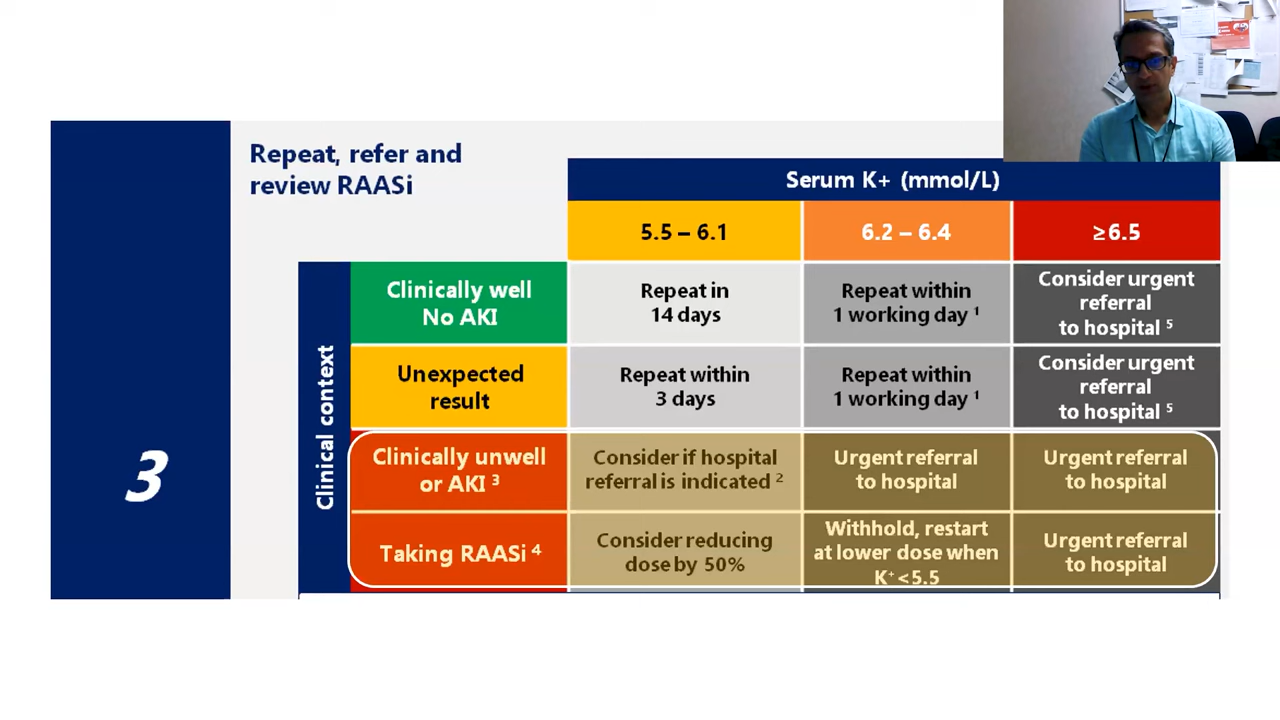 Repeat, refer and
review RAASi
Serum K+ (mmol/L)
5.5 – 6.1
6.2 – 6.4
≥6.5
Clinical context
Clinically well
No AKI
Repeat in
14 days
Repeat within
1 working day ¹
Consider urgent
referral
to hospital ⁵
Unexpected
result
Repeat within
3 days
Repeat within
1 working day ¹
Consider urgent
referral
to hospital ⁵
3
Clinically unwell
or AKI ³
Consider if hospital
referral is indicated ²
Urgent referral
to hospital
Urgent referral
to hospital
Taking RAASi ⁴
Consider reducing
dose by 50%
Withhold, restart
at lower dose when
K⁺ <5.5
Urgent referral
to hospital